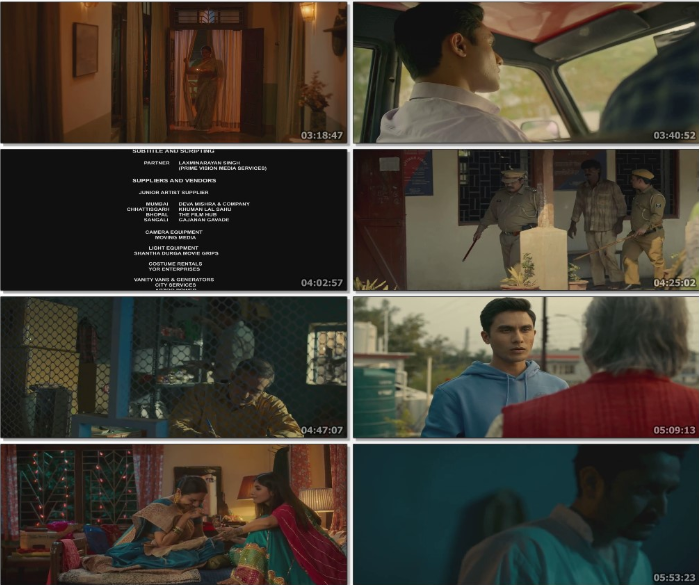 03:18:47
03:40:52
SUBTITLE AND SCRIPTING
PARTNER LAXMINARAYAN SINGH
(PRIME VISION MEDIA SERVICES)
SUPPLIERS AND VENDORS
JUNIOR ARTIST SUPPLIER
MUMBAI DEVA MISHRA & COMPANY
CHHATTISGARH KHUMAN LAL SAHU
BHOPAL THE FILM HUB
SANGALI GAJANAN GAVADE
CAMERA EQUIPMENT
MOVING MEDIA
LIGHT EQUIPMENT
SHANTHA DURGA MOVIE GRIPS
COSTUME RENTALS
YOR ENTERPRISES
VANITY VANS & GENERATORS
CITY SERVICES
04:02:57
04:25:02
04:47:07
05:09:13
05:53:23